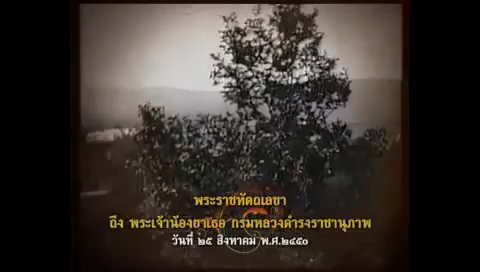 พระราชหัตถเลขา
ถึง พระเจ้าน้องยาเธอ กรมหลวงดำรงราชานุภาพ
วันที่ ๒๕ สิงหาคม พ.ศ.๒๔๕๐